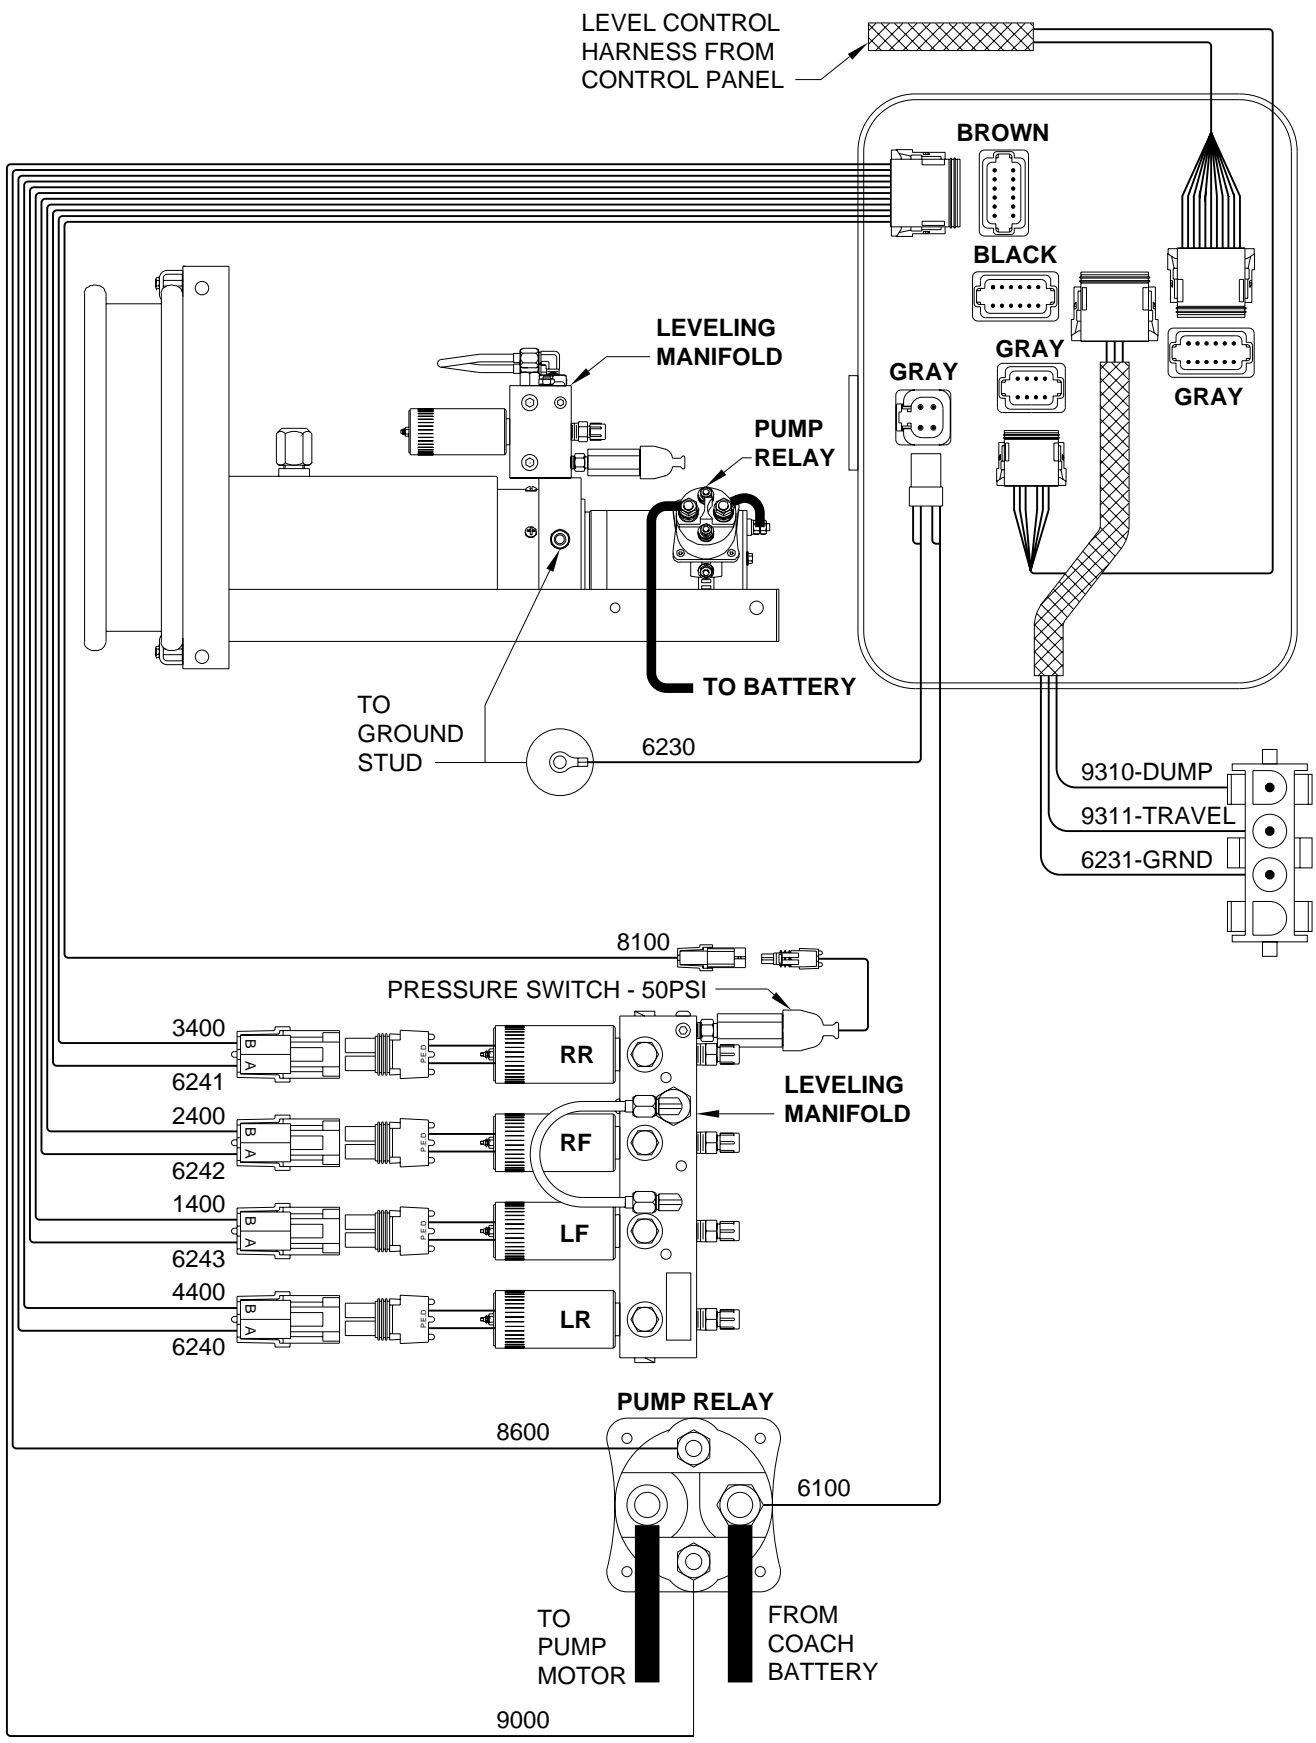 LEVEL CONTROL
HARNESS FROM
CONTROL PANEL
BROWN
BLACK
GRAY
GRAY
GRAY
LEVELING
MANIFOLD
PUMP
RELAY
TO BATTERY
TO
GROUND
STUD
6230
9310-DUMP
9311-TRAVEL
6231-GRND
8100
PRESSURE SWITCH - 50PSI
3400
B
A
P.E.D
RR
6241
LEVELING
MANIFOLD
2400
B
A
P.E.D
RF
6242
1400
B
A
P.E.D
LF
6243
4400
B
A
P.E.D
LR
6240
PUMP RELAY
8600
6100
TO
PUMP
MOTOR
FROM
COACH
BATTERY
9000